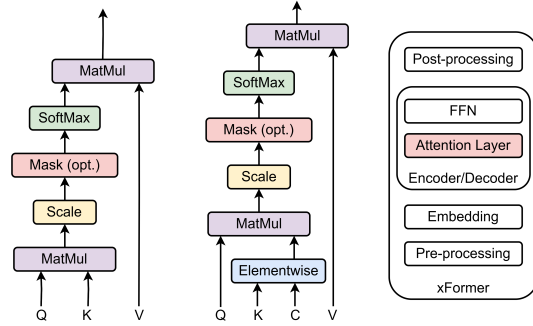 MatMul
SoftMax
Mask (opt.)
Scale
MatMul
Q K V
MatMul
SoftMax
Mask (opt.)
Scale
MatMul
Elementwise
Q K C V
Post-processing
FFN
Attention Layer
Encoder/Decoder
Embedding
Pre-processing
xFormer